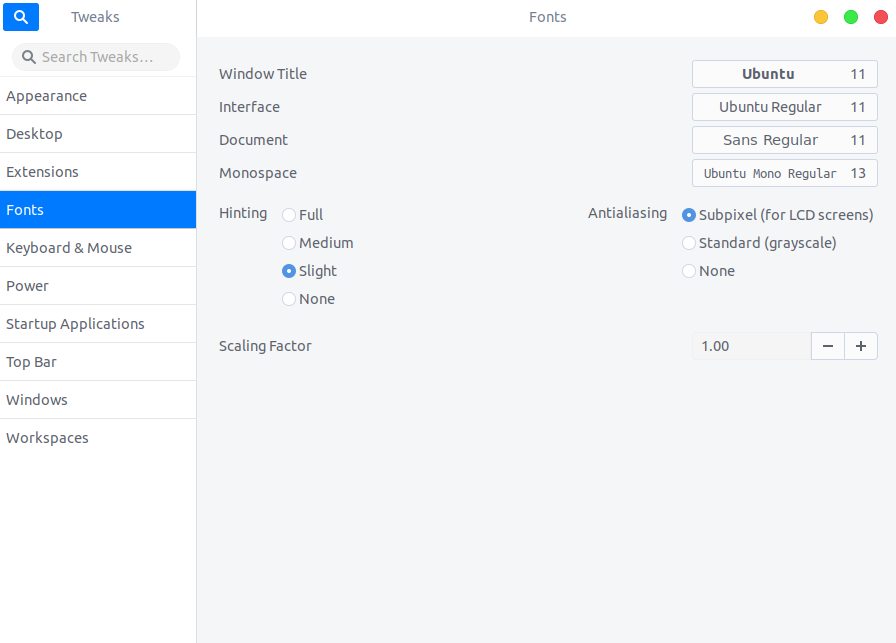 Tweaks
Fonts
Search Tweaks...
Appearance
Desktop
Extensions
Fonts
Keyboard & Mouse
Power
Startup Applications
Top Bar
Windows
Workspaces
Window Title Ubuntu 11
Interface Ubuntu Regular 11
Document Sans Regular 11
Monospace Ubuntu Mono Regular 13
Hinting Full
Medium
Slight
None
Antialiasing Subpixel (for LCD screens)
Standard (grayscale)
None
Scaling Factor 1.00 − +